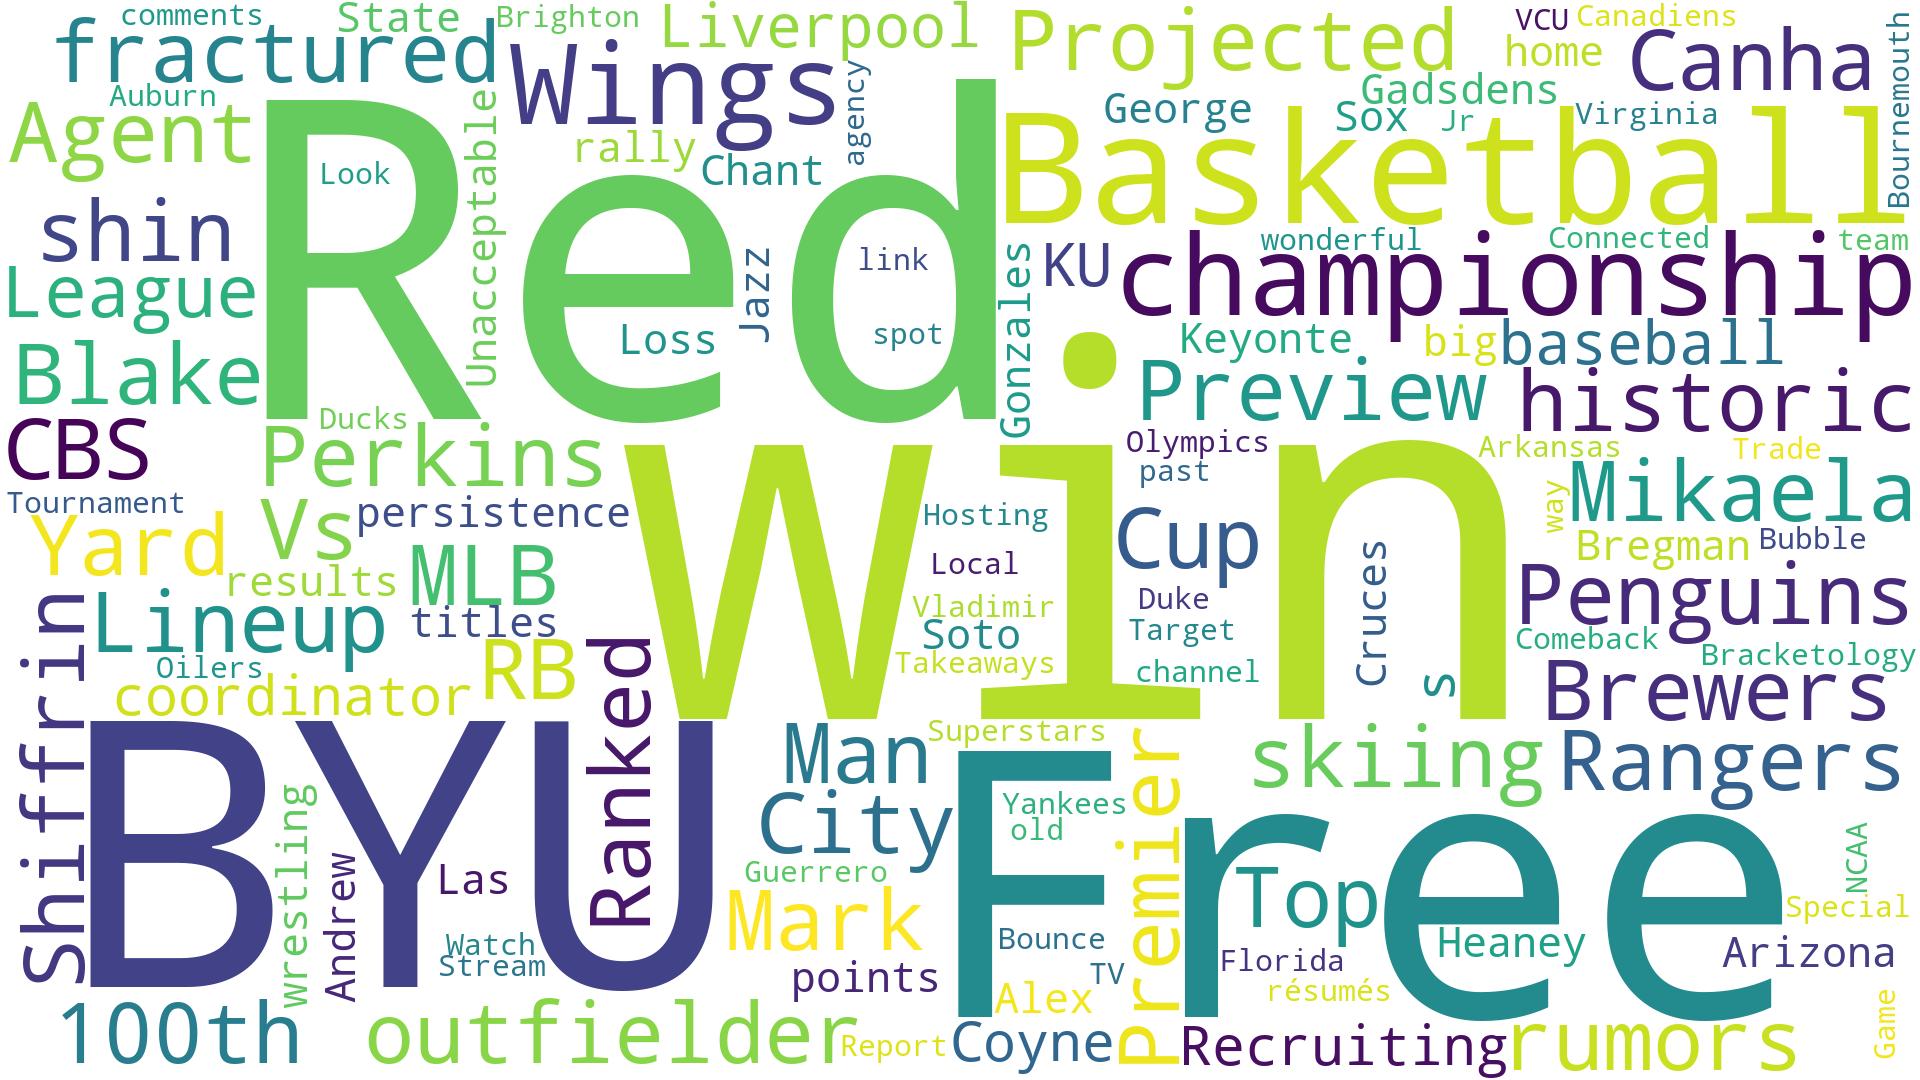 comments
State
Brighton
Liverpool
Projected
VCU
Canadiens
fractured
Wings
home
Canha
Bournemouth
Auburn
Agent
Red
Unacceptable
rally
Chant
agency
Basketball
George
Gadsdens
Sox
Jr
Virginia
Look
shin
League
Blake
Loss
Jazz
link
spot
Gonzales
KU
wonderful
Connected
team
championship
Keyonte
big
baseball
Preview
historic
CBS
Ducks
Perkins
win
Olympics
past
Arkansas
Trade
Mikaela
way
Tournament
Yard
Vs
persistence
Hosting
Cup
Cruces
Bregman
Bubble
results
MLB
Local
Vladimir
Duke
Target
Penguins
Shiffrin
Lineup
titles
Soto
Takeaways
channel
s
Comeback
Bracketology
Oilers
coordinator
RB
Ranked
Brewers
BYU
Man
Superstars
Premier
skiing
Rangers
City
Free
Yankees
old
wrestling
Andrew
Las
Guerrero
Mark
Top
NCAA
Special
Watch
Stream
Bounce
TV
Heaney
Florida
Arizona
points
Alex
résumés
100th
outfielder
Report
Coyne
Recruiting
rumors
Game